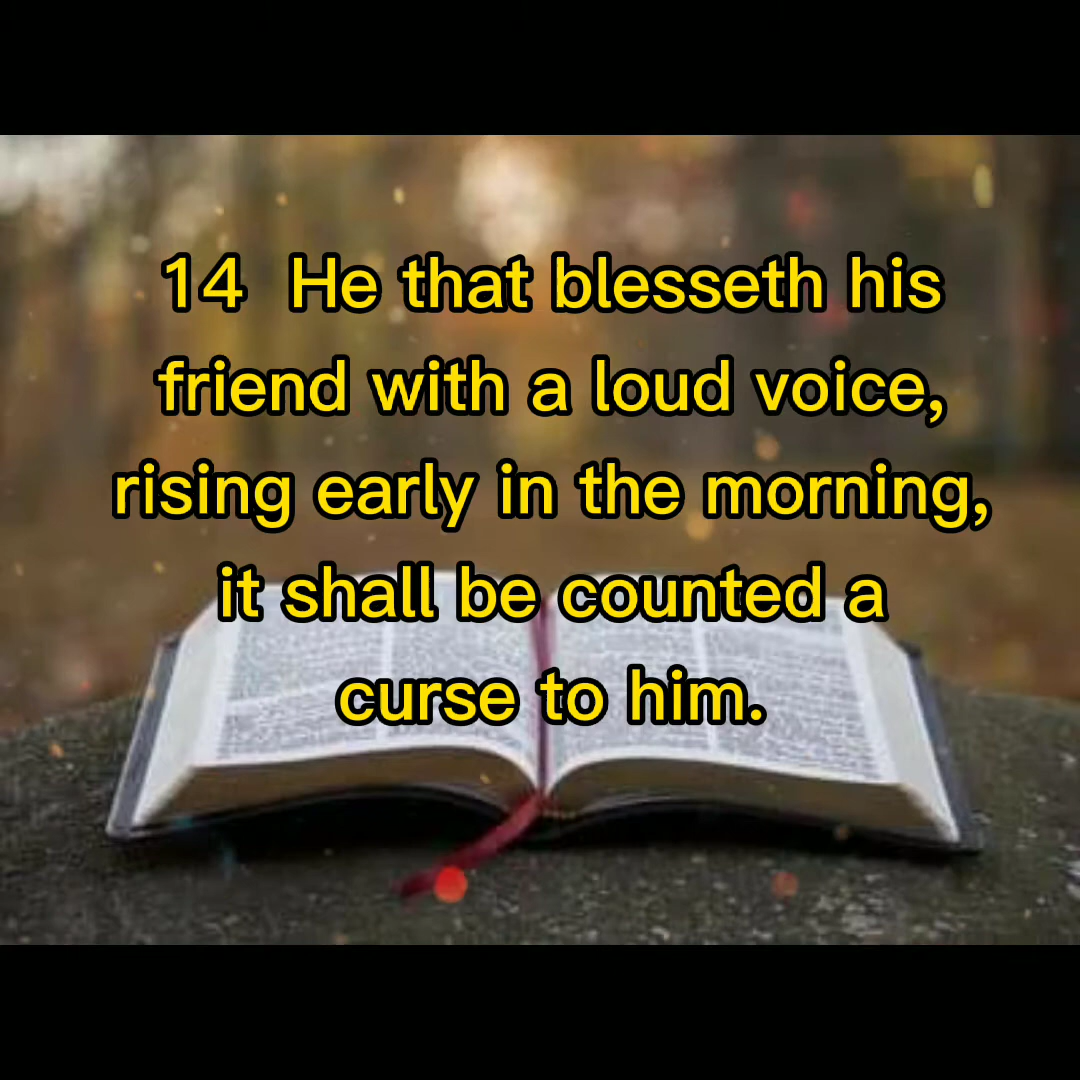 14  He that blesseth his
friend with a loud voice,
rising early in the morning,
it shall be counted a
curse to him.